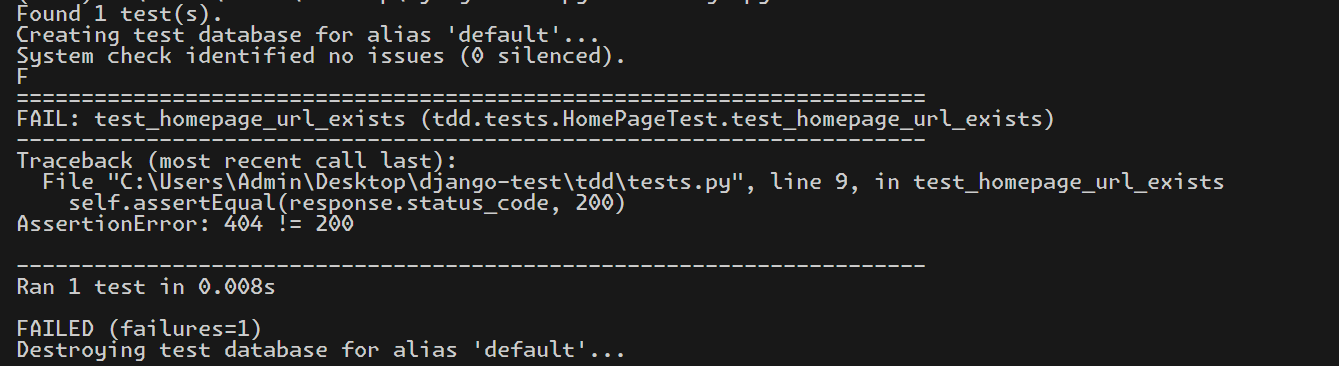 Found 1 test(s).
Creating test database for alias 'default'...
System check identified no issues (0 silenced).
F
======================================================================
FAIL: test_homepage_url_exists (tdd.tests.HomePageTest.test_homepage_url_exists)
----------------------------------------------------------------------
Traceback (most recent call last):
  File "C:\Users\Admin\Desktop\django-test\tdd\tests.py", line 9, in test_homepage_url_exists
    self.assertEqual(response.status_code, 200)
AssertionError: 404 != 200

----------------------------------------------------------------------
Ran 1 test in 0.008s

FAILED (failures=1)
Destroying test database for alias 'default'...